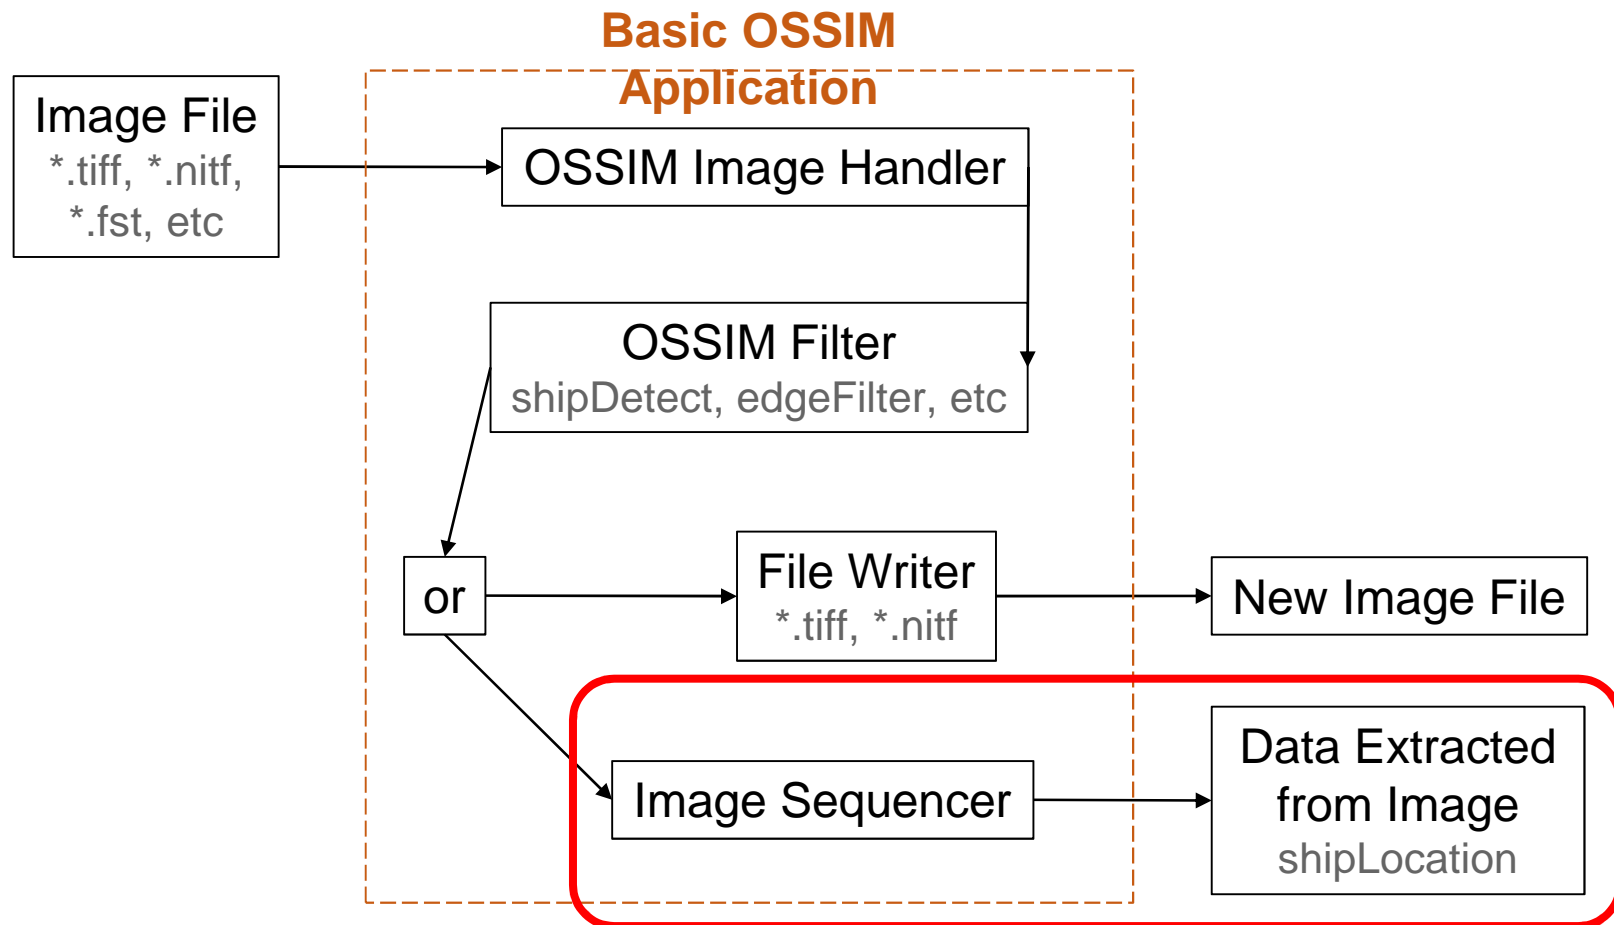 Basic OSSIM
Application
Image File
*.tiff, *.nitf,
*.fst, etc
OSSIM Image Handler
OSSIM Filter
shipDetect, edgeFilter, etc
or
File Writer
*.tiff, *.nitf
New Image File
Image Sequencer
Data Extracted
from Image
shipLocation